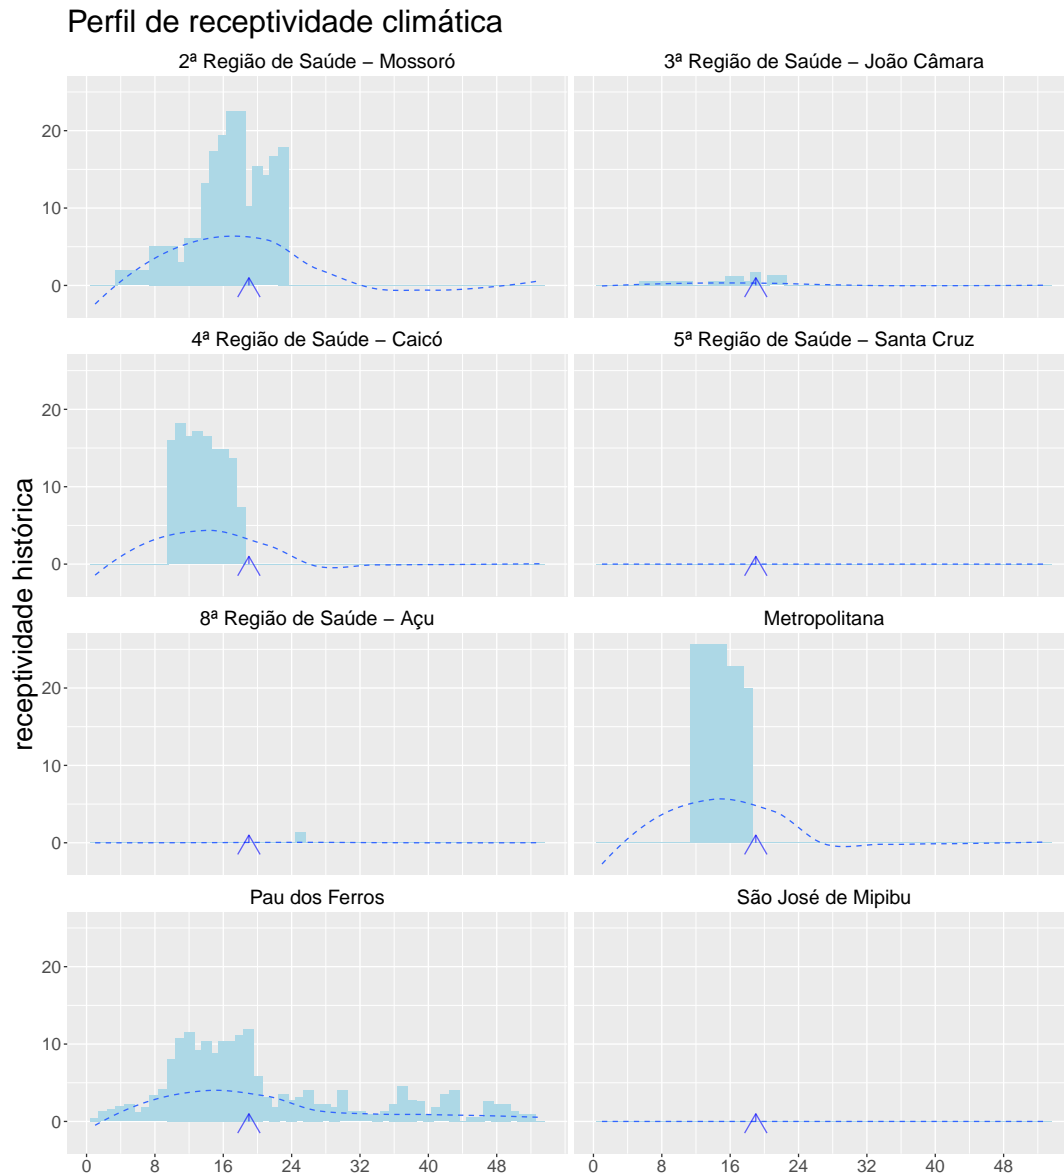 Perfil de receptividade climática
2ª Região de Saúde – Mossoró
3ª Região de Saúde – João Câmara
20
10
0
4ª Região de Saúde – Caicó
5ª Região de Saúde – Santa Cruz
20
10
0
receptividade histórica
8ª Região de Saúde – Açu
Metropolitana
20
10
0
Pau dos Ferros
São José de Mipibu
20
10
0
0 8 16 24 32 40 48
0 8 16 24 32 40 48